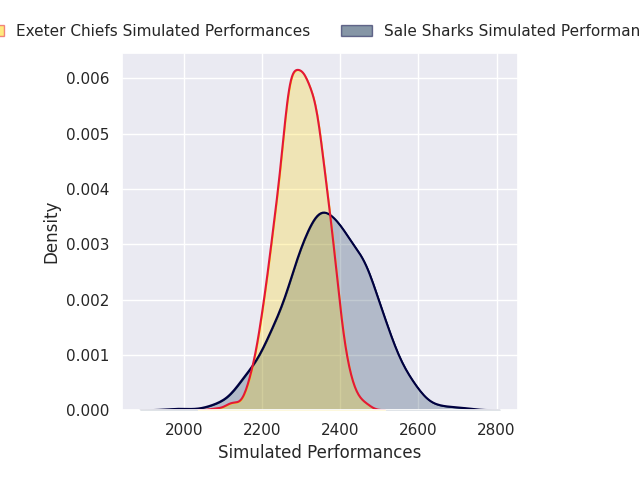 Exeter Chiefs Simulated Performances Sale Sharks Simulated Performan
0.006
0.005
0.004
0.003
0.002
0.001
0.000
Density
2000 2200 2400 2600 2800
Simulated Performances